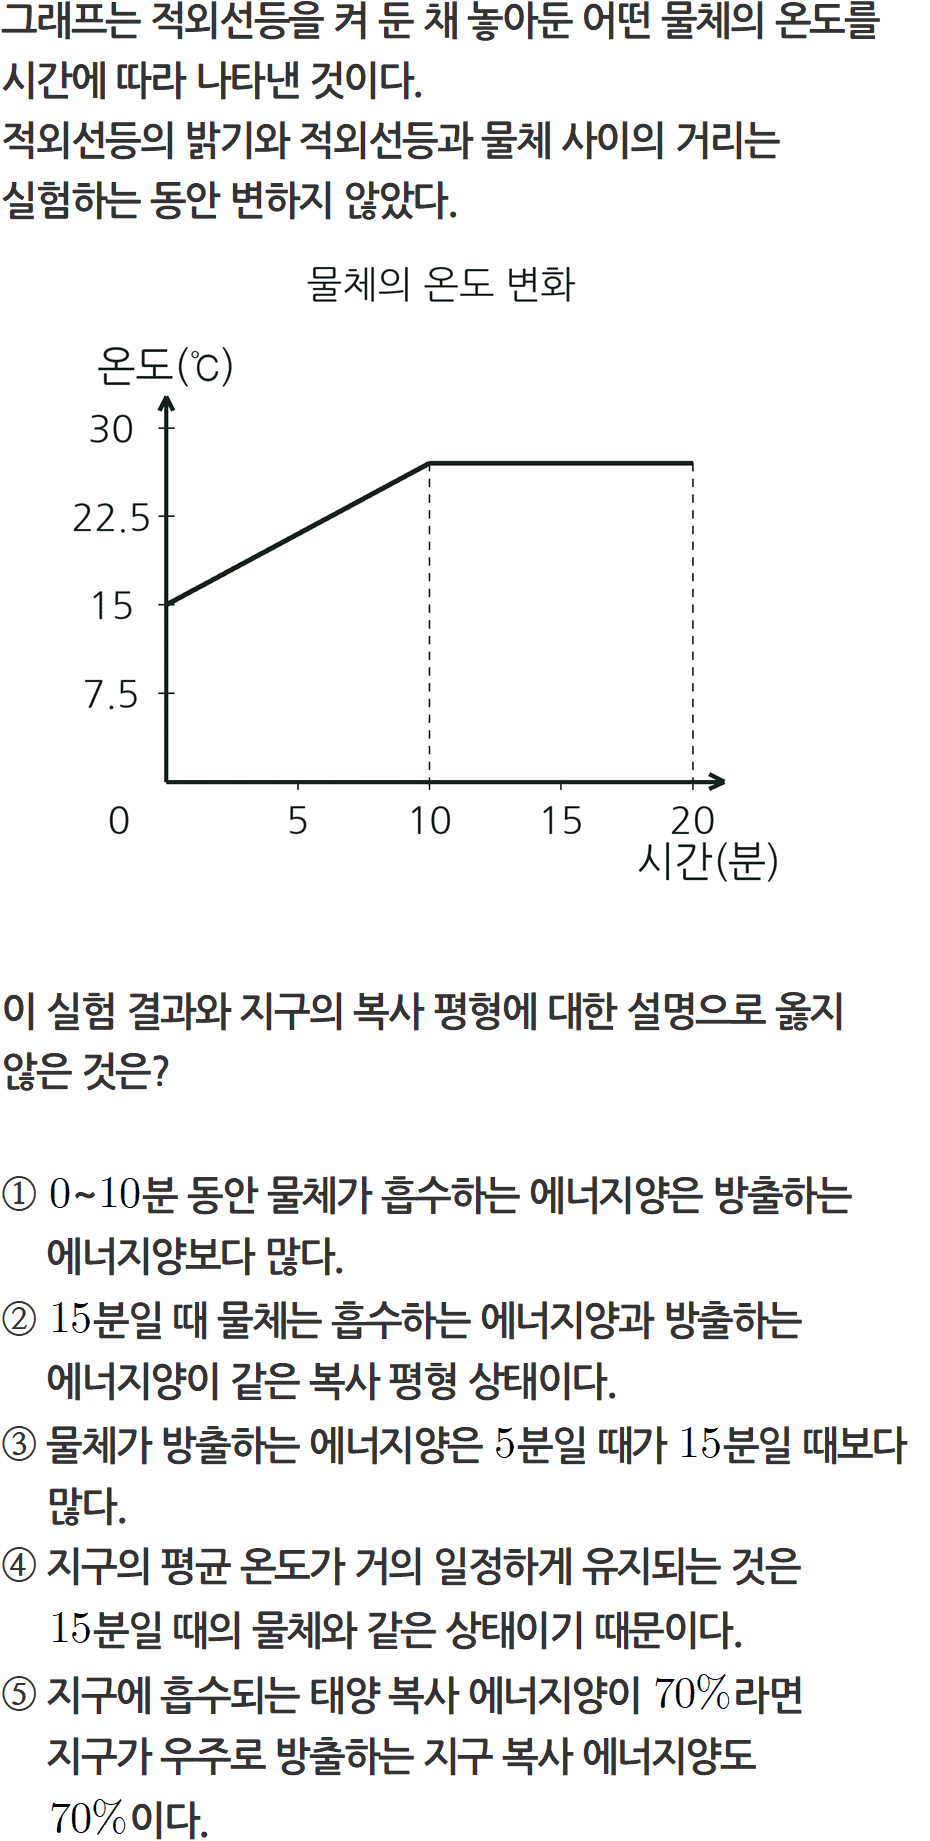 그래프는 적외선등을 켜 둔 채 놓아둔 어떤 물체의 온도를
시간에 따라 나타낸 것이다.
적외선등의 밝기와 적외선등과 물체 사이의 거리는
실험하는 동안 변하지 않았다.
물체의 온도 변화
온도(℃)
30
22.5
15
7.5
0 5 10 15 20
시간(분)
이 실험 결과와 지구의 복사 평형에 대한 설명으로 옳지
않은 것은?
① 0~10분 동안 물체가 흡수하는 에너지양은 방출하는
에너지양보다 많다.
② 15분일 때 물체는 흡수하는 에너지양과 방출하는
에너지양이 같은 복사 평형 상태이다.
③ 물체가 방출하는 에너지양은 5분일 때가 15분일 때보다
많다.
④ 지구의 평균 온도가 거의 일정하게 유지되는 것은
15분일 때의 물체와 같은 상태이기 때문이다.
⑤ 지구에 흡수되는 태양 복사 에너지양이 70%라면
지구가 우주로 방출하는 지구 복사 에너지양도
70%이다.